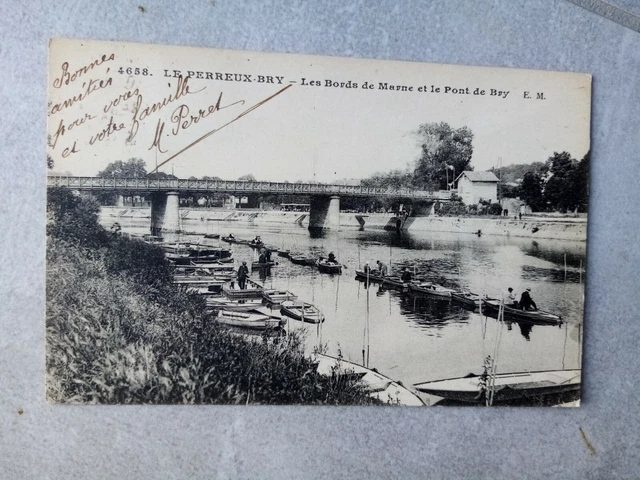 4658. LE PERREUX-BRY – Les Bords de Marne et le Pont de Bry E. M.
Bonnes
amitiés
pour vous
et votre famille
M. Perret